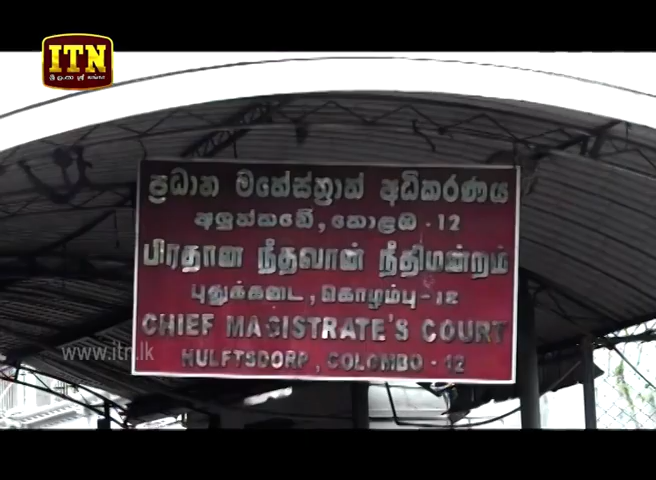 ITN
ප්‍රධාන මහේස්ත්‍රාත් අධිකරණය
අලුත්කඩේ, කොළඹ - 12
பிரதான நீதவான் நீதிமன்றம்
புதுக்கடை, கொழும்பு - 12
CHIEF MAGISTRATE'S COURT
HULFTSDORP, COLOMBO - 12
www.itn.lk